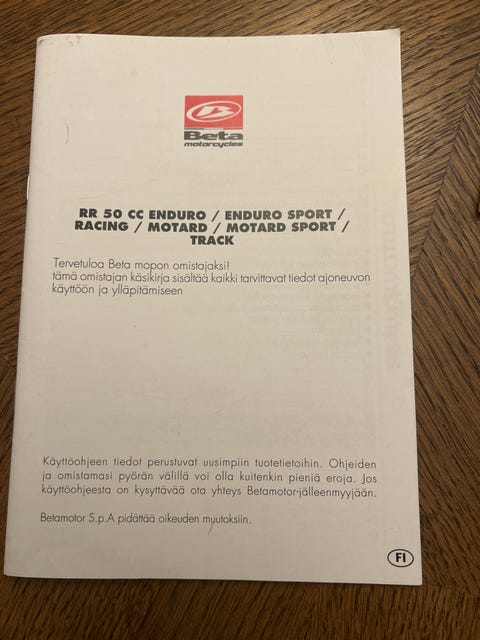 B
Beta
motorcycles
RR 50 CC ENDURO / ENDURO SPORT /
RACING / MOTARD / MOTARD SPORT /
TRACK
Tervetuloa Beta mopon omistajaksi!
tämä omistajan käsikirja sisältää kaikki tarvittavat tiedot ajoneuvon
käyttöön ja ylläpitämiseen
Käyttöohjeen tiedot perustuvat uusimpiin tuotetietoihin. Ohjeiden
ja omistamasi pyörän välillä voi olla kuitenkin pieniä eroja. Jos
käyttöohjeesta on kysyttävää ota yhteys Betamotor-jälleenmyyjään.
Betamotor S.p.A pidättää oikeuden muutoksiin.
FI